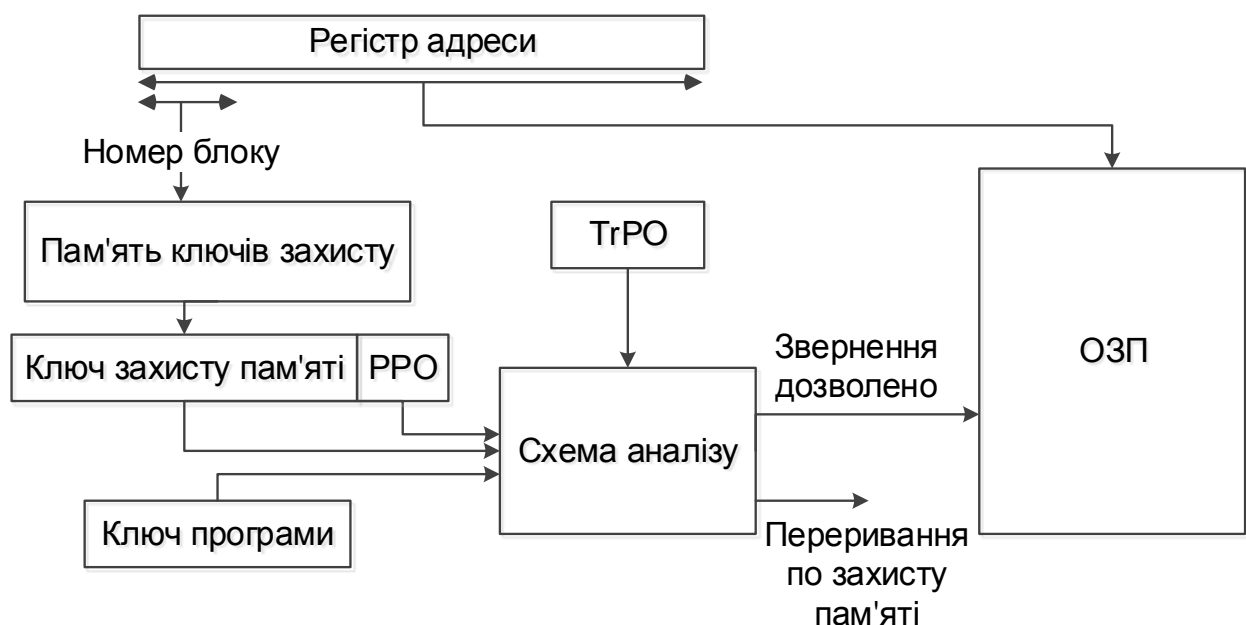 Регістр адреси
Номер блоку
Пам'ять ключів захисту
TrPO
Ключ захисту пам'яті
PPO
Звернення
дозволено
ОЗП
Схема аналізу
Ключ програми
Переривання
по захисту
пам'яті